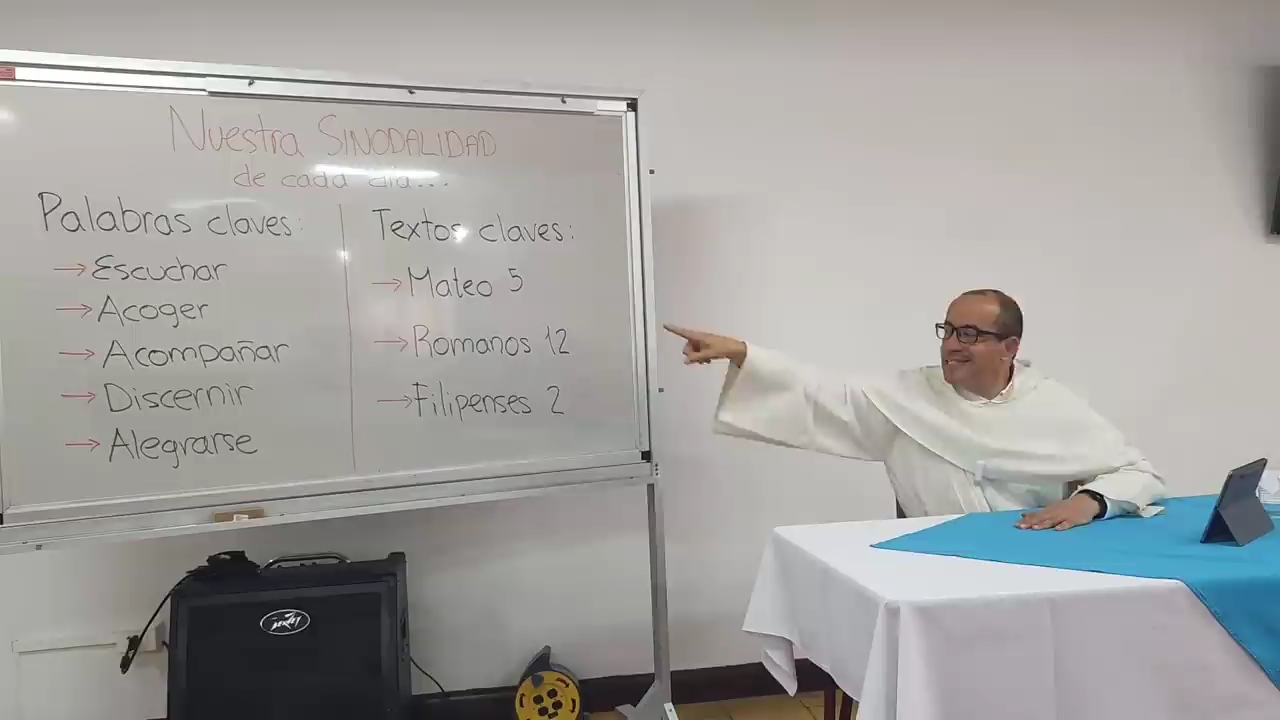 Nuestra SINODALIDAD
de cada día...
Palabras claves:
→Escuchar
→Acoger
→Acompañar
→Discernir
→Alegrarse
Textos claves:
→Mateo 5
→Romanos 12
→Filipenses 2